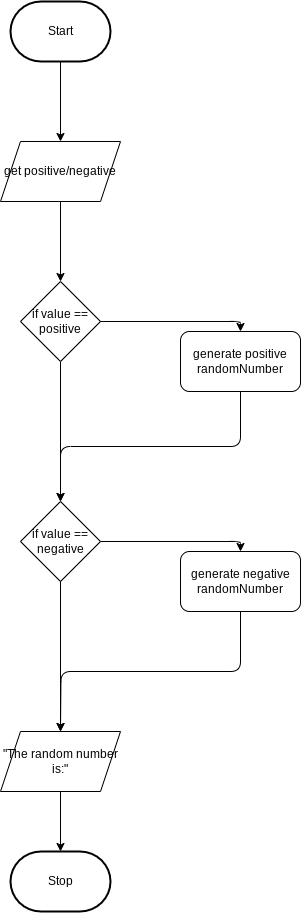 Start
get positive/negative
if value ==
positive
generate positive
randomNumber
if value ==
negative
generate negative
randomNumber
"The random number
is:"
Stop